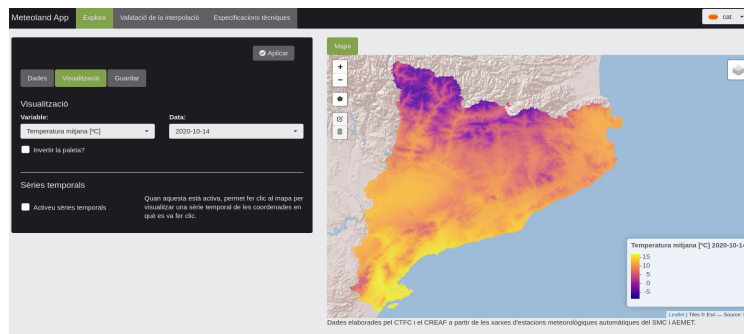 Meteoland App Explora Validació de la interpolació Especificacions tècniques cat
Aplicar
Mapa
Dades Visualització Guardar
Visualització
Variable: Data:
Temperatura mitjana [ºC] 2020-10-14
Invertir la paleta?
Sèries temporals
Activeu sèries temporals
Quan aquesta està activa, permet fer clic al mapa per
visualitzar una sèrie temporal de les coordenades en
què es va fer clic.
+
−
Temperatura mitjana [ºC] 2020-10-14
15
10
5
0
-5
Leaflet | Tiles © Esri — Source:
Dades elaborades pel CTFC i el CREAF a partir de les xarxes d'estacions meteorològiques automàtiques del SMC i AEMET.